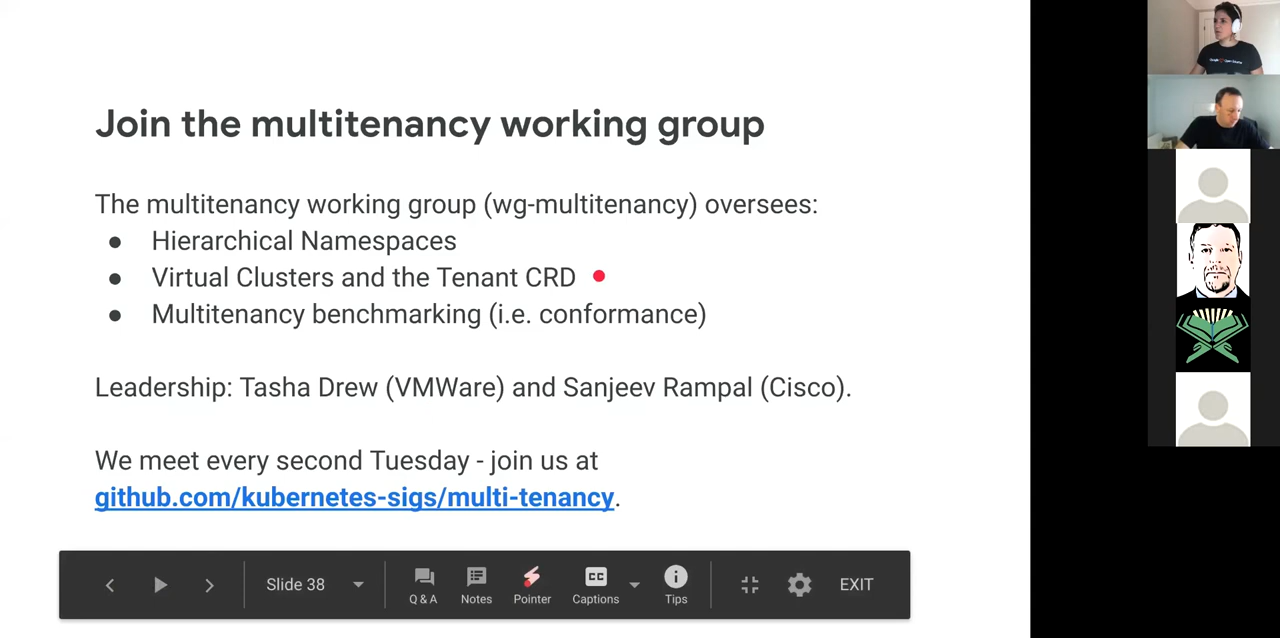 Join the multitenancy working group
The multitenancy working group (wg-multitenancy) oversees:
● Hierarchical Namespaces
● Virtual Clusters and the Tenant CRD
● Multitenancy benchmarking (i.e. conformance)
Leadership: Tasha Drew (VMWare) and Sanjeev Rampal (Cisco).
We meet every second Tuesday - join us at
github.com/kubernetes-sigs/multi-tenancy.
Slide 38
Q & A
Notes
Pointer
CC
Captions
Tips
EXIT